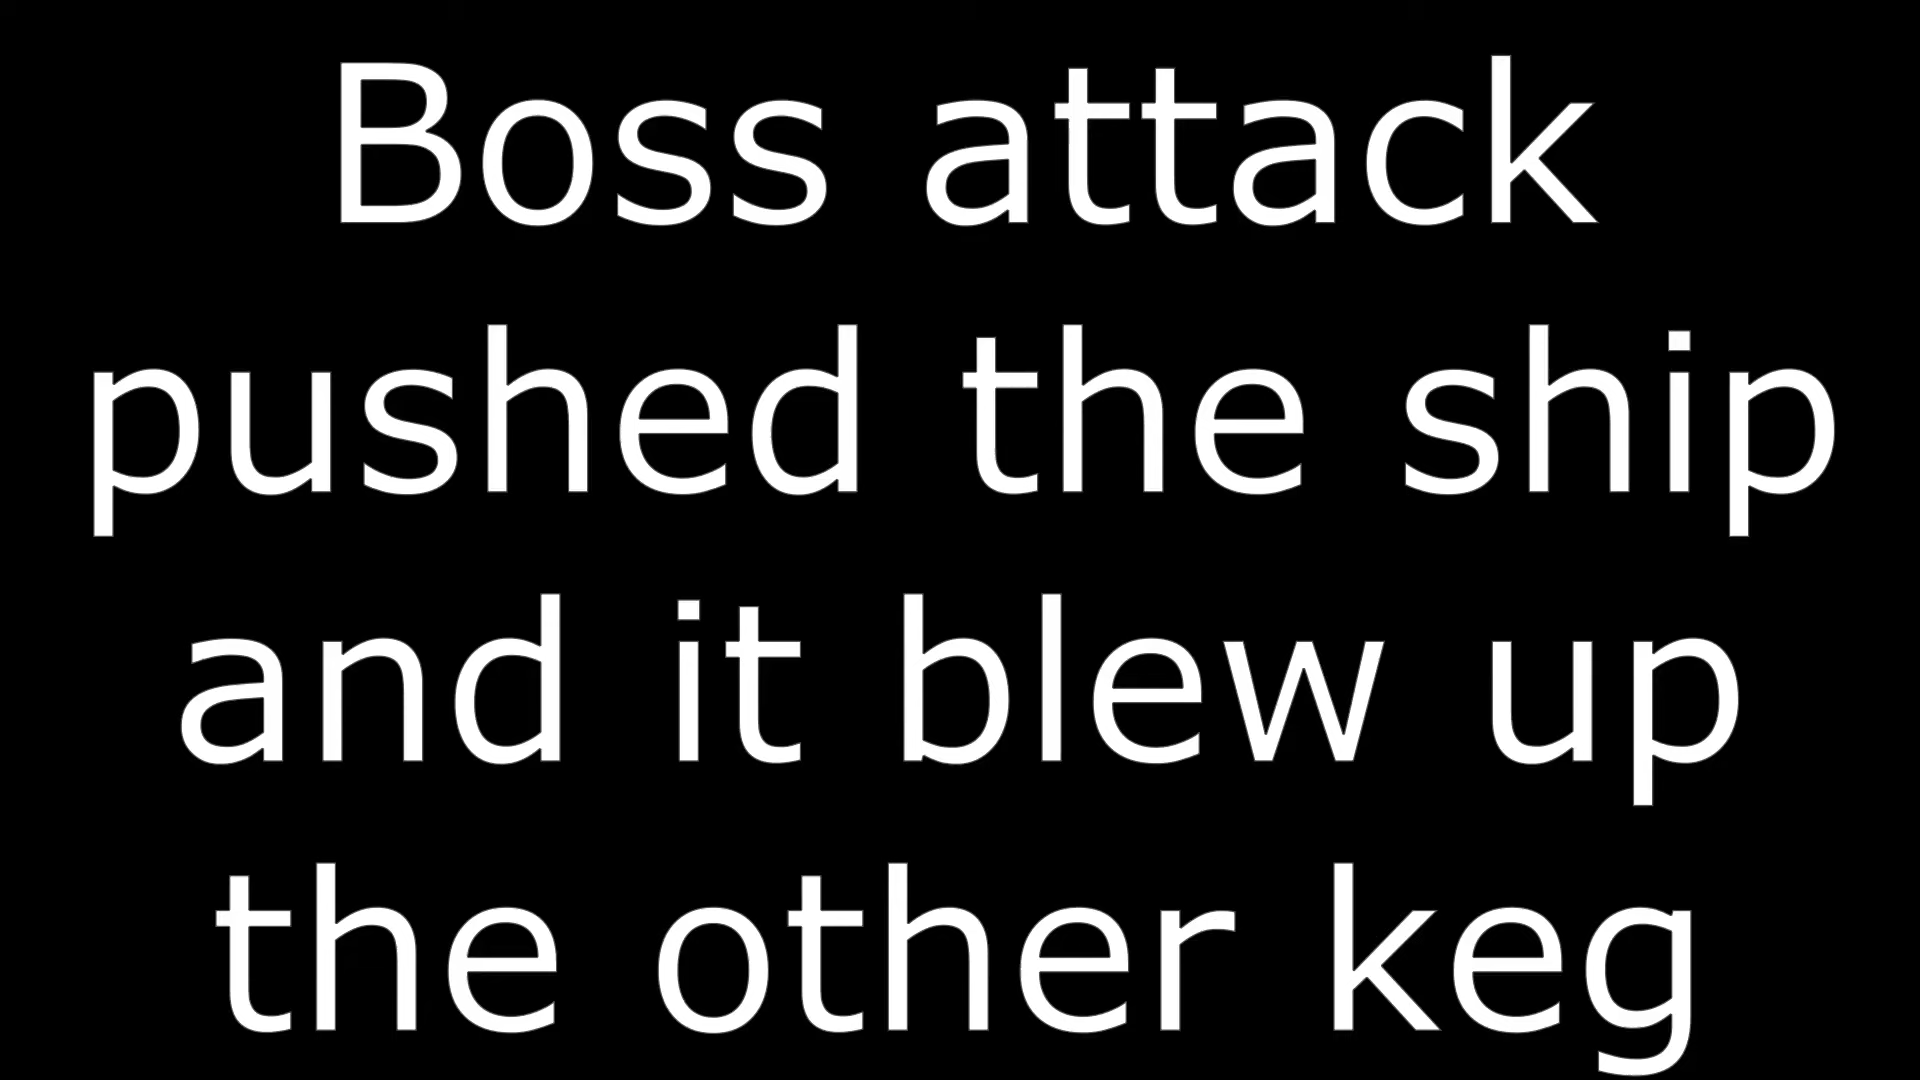 Boss attack
pushed the ship
and it blew up
the other keg